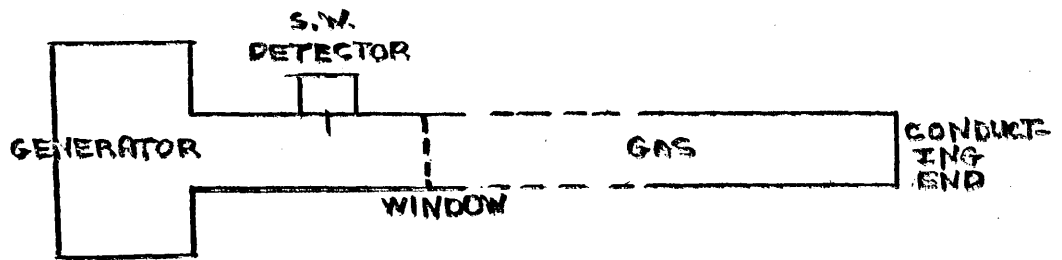 S.W.
DETECTOR
GENERATOR
GAS
CONDUCT-
ING
END
WINDOW